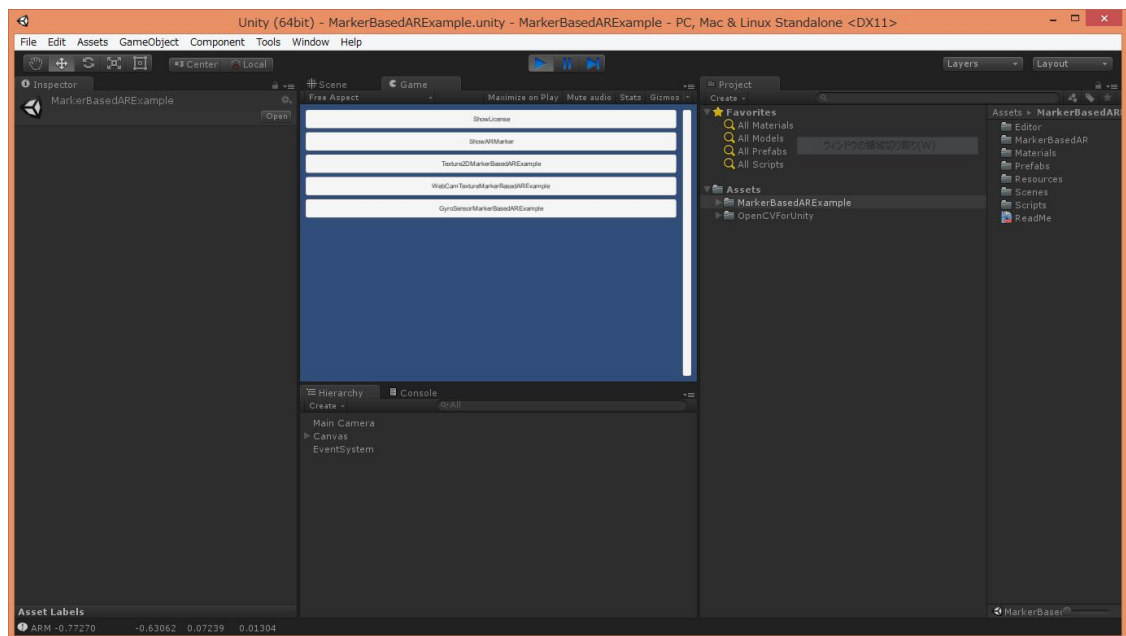 Unity (64bit) - MarkerBasedARExample.unity - MarkerBasedARExample - PC, Mac & Linux Standalone <DX11>
File Edit Assets GameObject Component Tools Window Help
Center Local
Layers Layout
Inspector
MarkerBasedARExample
Open
Scene Game
Free Aspect Maximize on Play Mute audio Stats Gizmos
ShowLicense
ShowARMarker
Texture2DMarkerBasedARExample
WebCamTextureMarkerBasedARExample
GyroSensorMarkerBasedARExample
Hierarchy Console
Create All
Main Camera
Canvas
EventSystem
Project
Create
Favorites
All Materials
All Models
All Prefabs
All Scripts
Assets
MarkerBasedARExample
OpenCVForUnity
Assets MarkerBasedAR
Editor
MarkerBasedAR
Materials
Prefabs
Resources
Scenes
Scripts
ReadMe
Asset Labels
ARM -0.77270 -0.63062 0.07239 0.01304